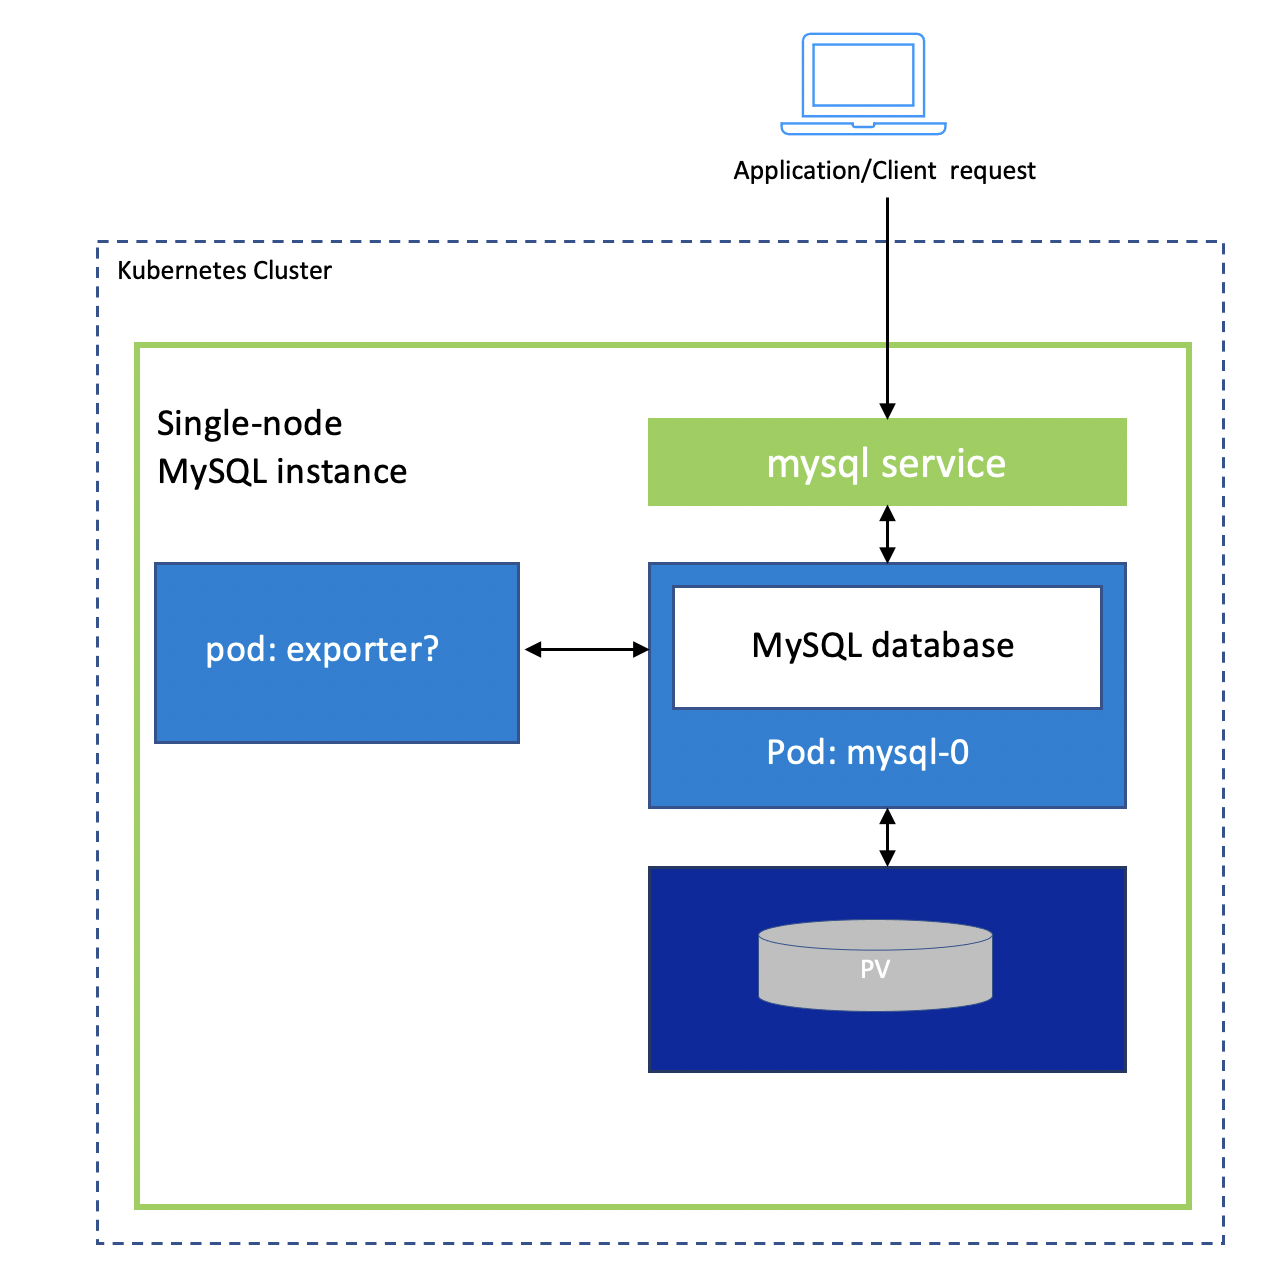 Application/Client  request
Kubernetes Cluster
Single-node
MySQL instance
mysql service
pod: exporter?
MySQL database
Pod: mysql-0
PV